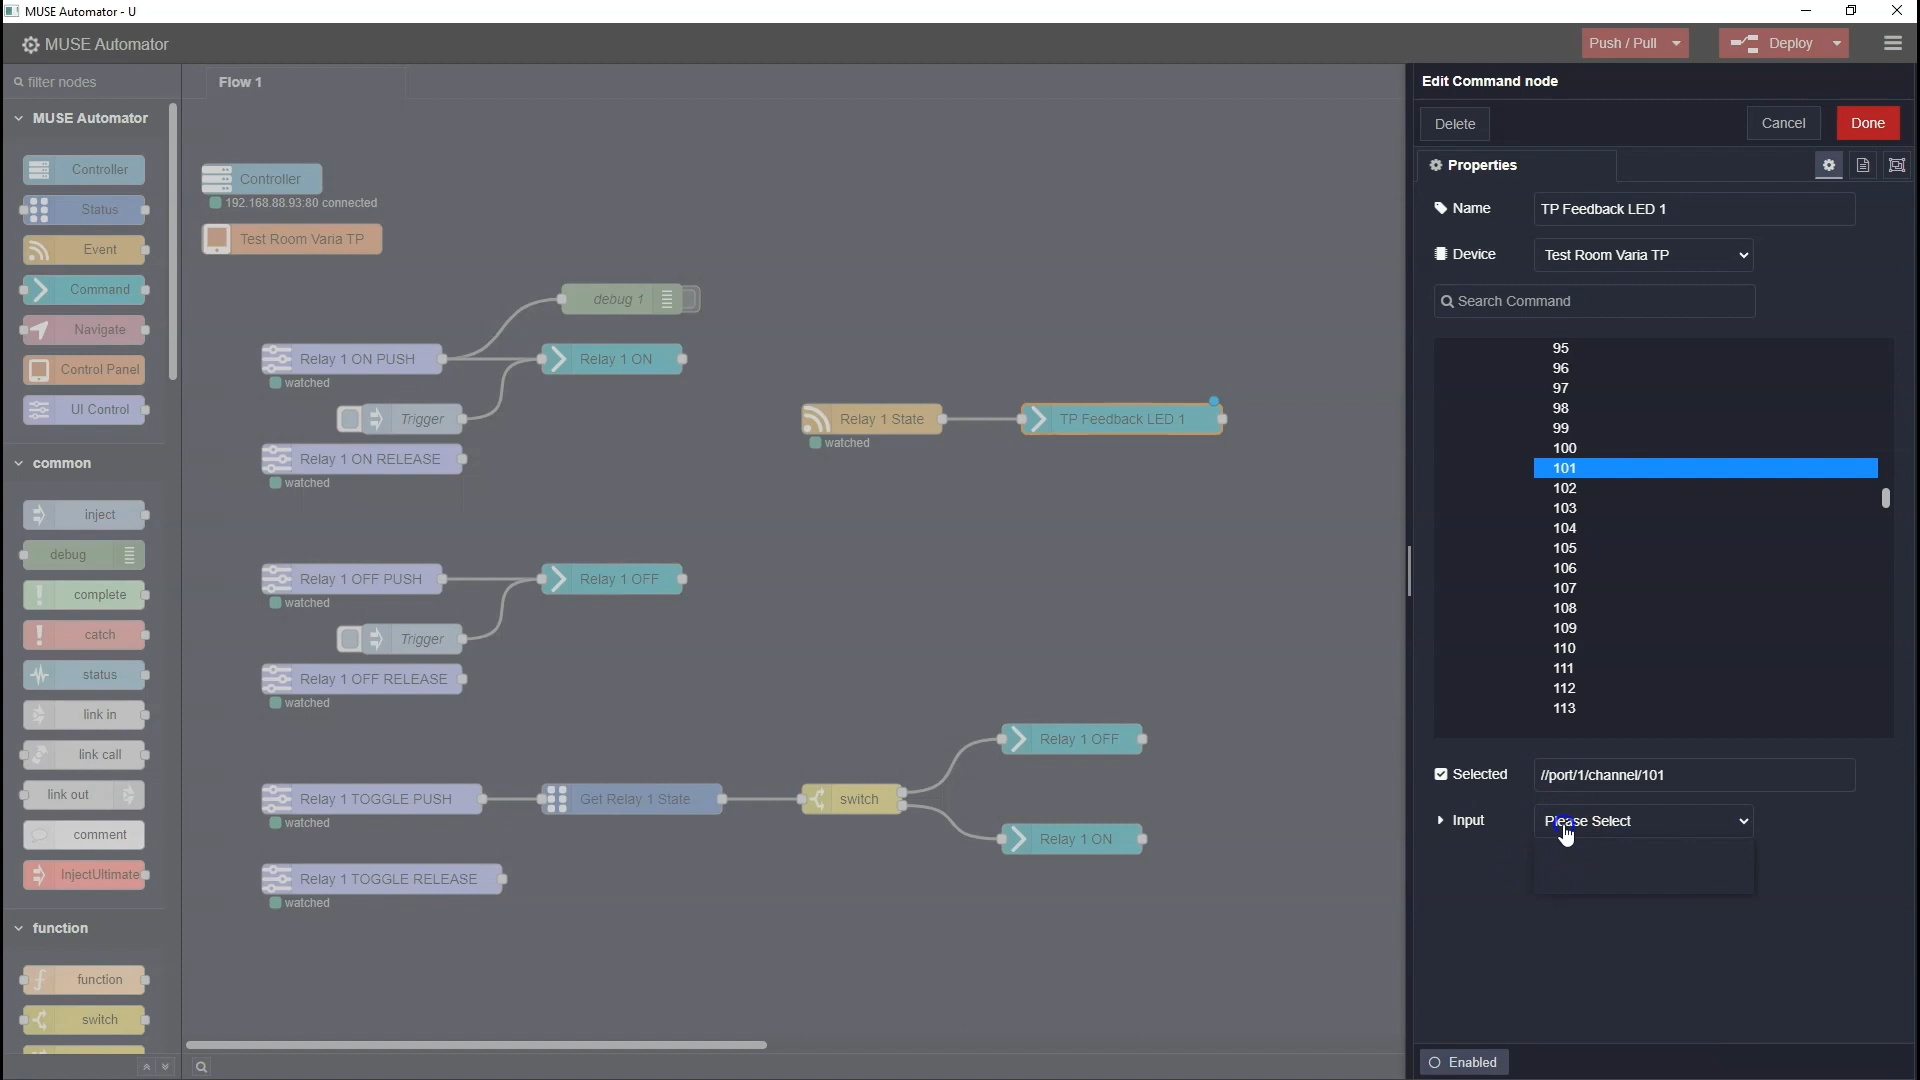 MUSE Automator - U
MUSE Automator
Push / Pull
Deploy
filter nodes
Flow 1
Edit Command node
Delete
Cancel
Done
MUSE Automator
Controller
Status
Event
Command
Navigate
Control Panel
UI Control
common
inject
debug
complete
catch
status
link in
link call
link out
comment
InjectUltimate
function
function
switch
Controller
192.168.88.93:80 connected
Test Room Varia TP
debug 1
Relay 1 ON PUSH
watched
Relay 1 ON
Trigger
Relay 1 ON RELEASE
watched
Relay 1 State
watched
TP Feedback LED 1
Relay 1 OFF PUSH
watched
Relay 1 OFF
Trigger
Relay 1 OFF RELEASE
watched
Relay 1 TOGGLE PUSH
watched
Get Relay 1 State
switch
Relay 1 OFF
Relay 1 ON
Relay 1 TOGGLE RELEASE
watched
Properties
Name
TP Feedback LED 1
Device
Test Room Varia TP
Search Command
95
96
97
98
99
100
101
102
103
104
105
106
107
108
109
110
111
112
113
Selected
//port/1/channel/101
Input
Please Select
Enabled